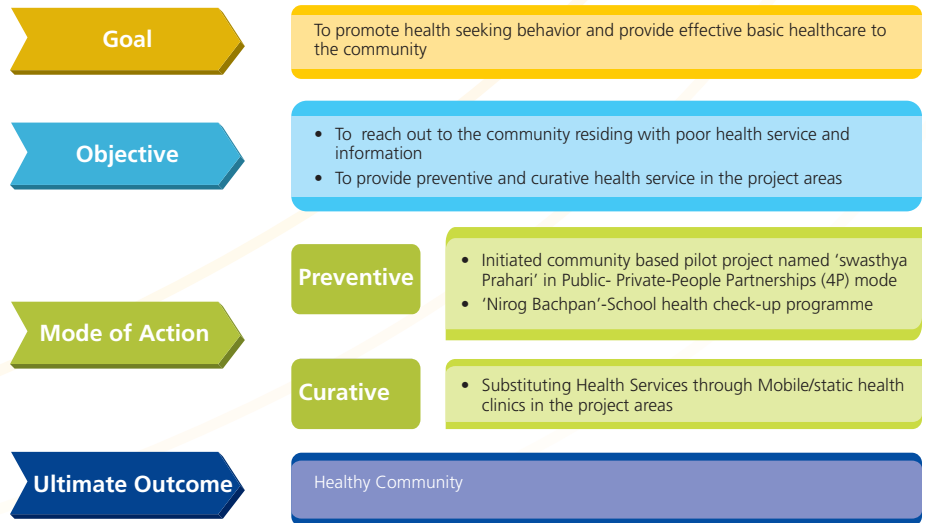 Goal
To promote health seeking behavior and provide effective basic healthcare to
the community
Objective
• To reach out to the community residing with poor health service and
information
• To provide preventive and curative health service in the project areas
Mode of Action
Preventive
• Initiated community based pilot project named ‘swasthya
Prahari’ in Public- Private-People Partnerships (4P) mode
• ‘Nirog Bachpan’-School health check-up programme
Curative
• Substituting Health Services through Mobile/static health
clinics in the project areas
Ultimate Outcome
Healthy Community